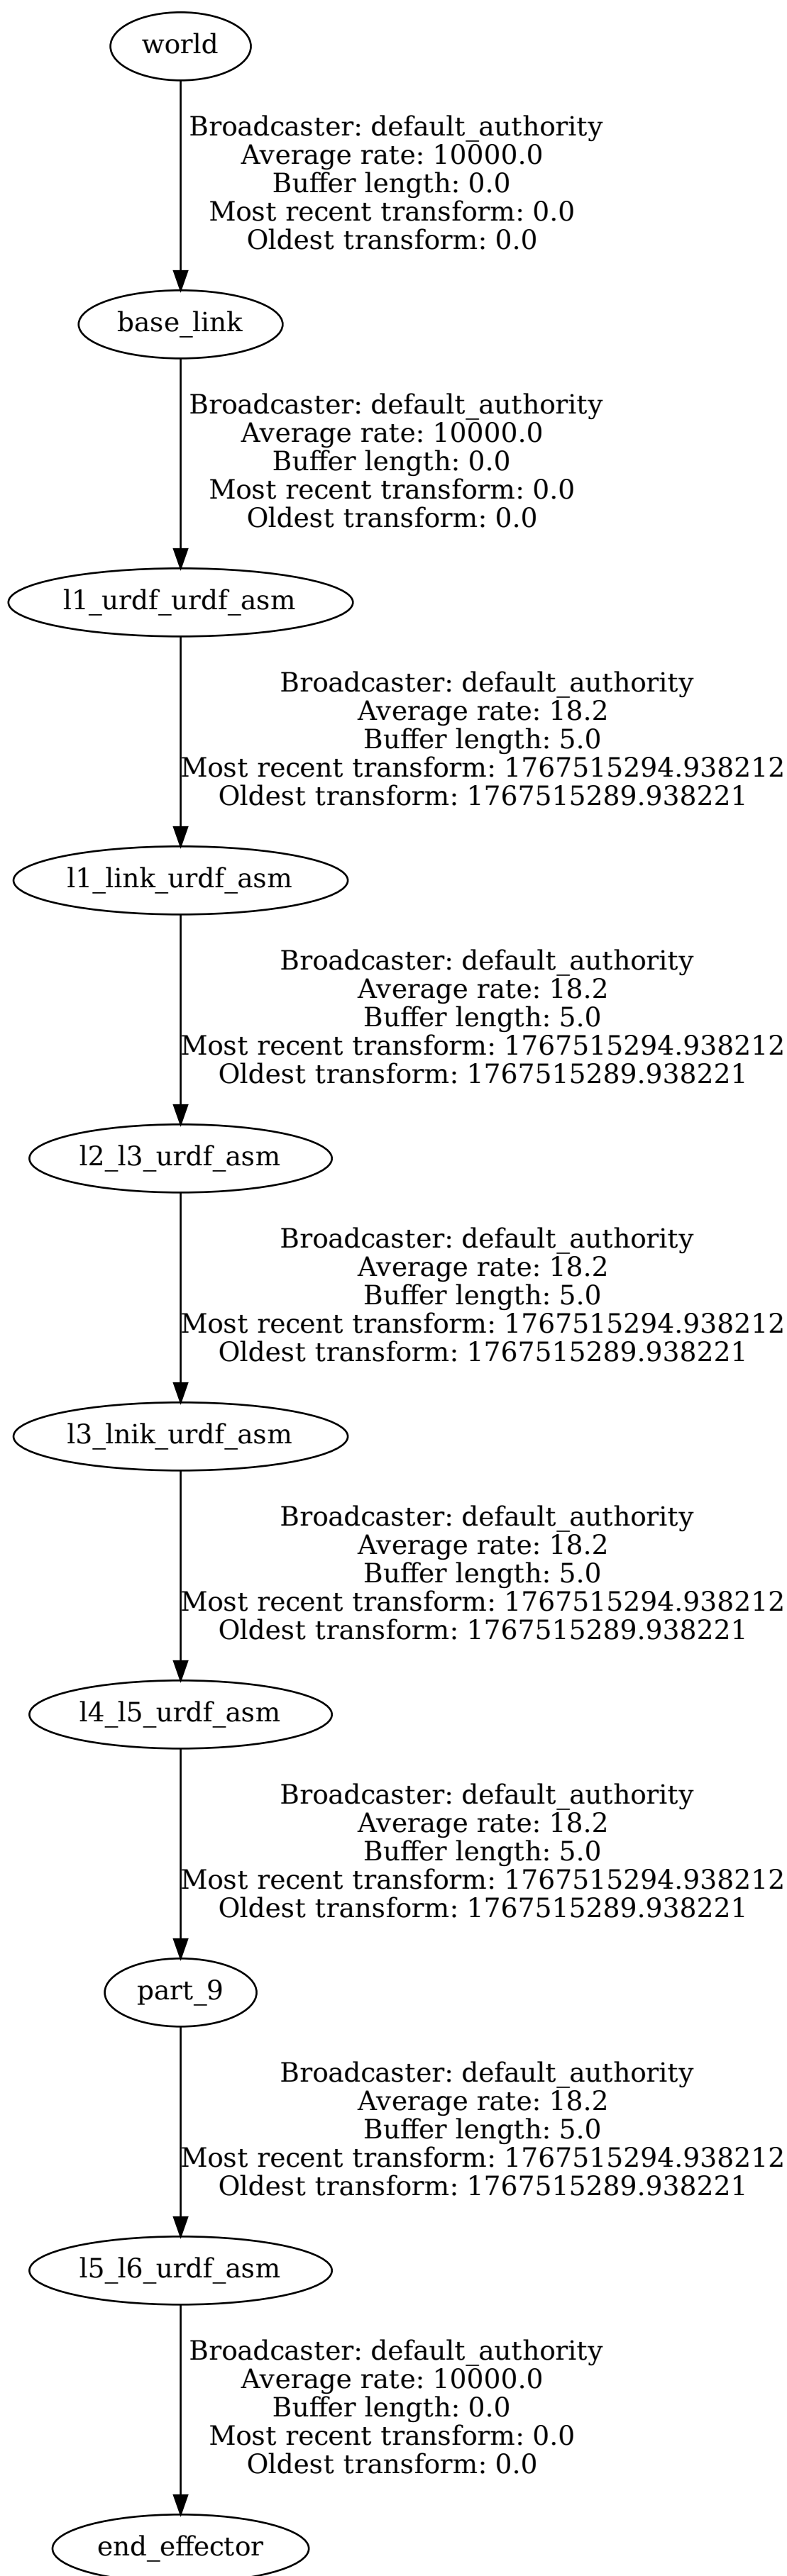 world
Broadcaster: default_authority
Average rate: 10000.0
Buffer length: 0.0
Most recent transform: 0.0
Oldest transform: 0.0
base_link
Broadcaster: default_authority
Average rate: 10000.0
Buffer length: 0.0
Most recent transform: 0.0
Oldest transform: 0.0
l1_urdf_urdf_asm
Broadcaster: default_authority
Average rate: 18.2
Buffer length: 5.0
Most recent transform: 1767515294.938212
Oldest transform: 1767515289.938221
l1_link_urdf_asm
Broadcaster: default_authority
Average rate: 18.2
Buffer length: 5.0
Most recent transform: 1767515294.938212
Oldest transform: 1767515289.938221
l2_l3_urdf_asm
Broadcaster: default_authority
Average rate: 18.2
Buffer length: 5.0
Most recent transform: 1767515294.938212
Oldest transform: 1767515289.938221
l3_lnik_urdf_asm
Broadcaster: default_authority
Average rate: 18.2
Buffer length: 5.0
Most recent transform: 1767515294.938212
Oldest transform: 1767515289.938221
l4_l5_urdf_asm
Broadcaster: default_authority
Average rate: 18.2
Buffer length: 5.0
Most recent transform: 1767515294.938212
Oldest transform: 1767515289.938221
part_9
Broadcaster: default_authority
Average rate: 18.2
Buffer length: 5.0
Most recent transform: 1767515294.938212
Oldest transform: 1767515289.938221
l5_l6_urdf_asm
Broadcaster: default_authority
Average rate: 10000.0
Buffer length: 0.0
Most recent transform: 0.0
Oldest transform: 0.0
end_effector